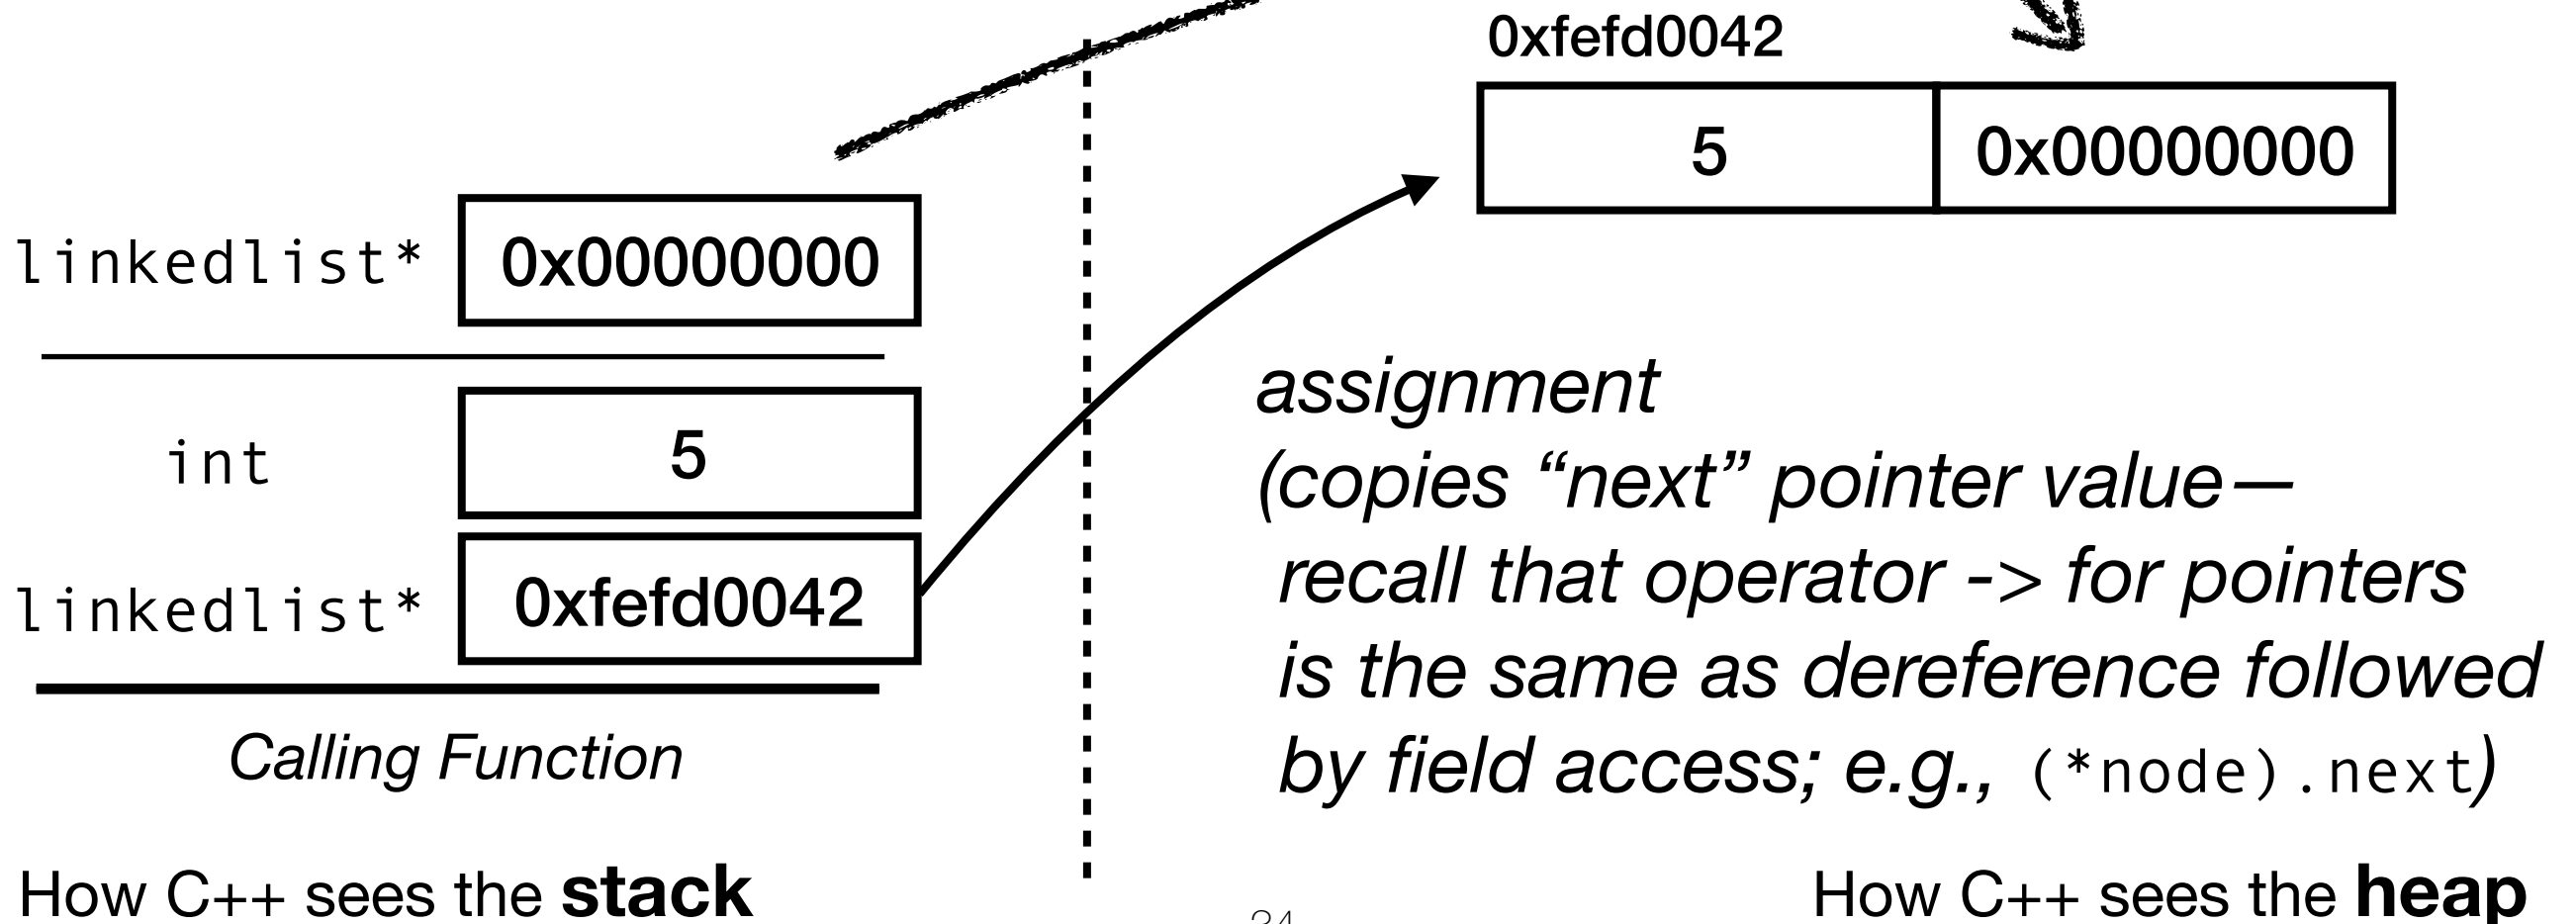 0xfefd0042
5 0x00000000
linkedlist* 0x00000000
int 5
linkedlist* 0xfefd0042
Calling Function
How C++ sees the stack
assignment
(copies “next” pointer value—
recall that operator -> for pointers
is the same as dereference followed
by field access; e.g., (*node).next)
How C++ sees the heap